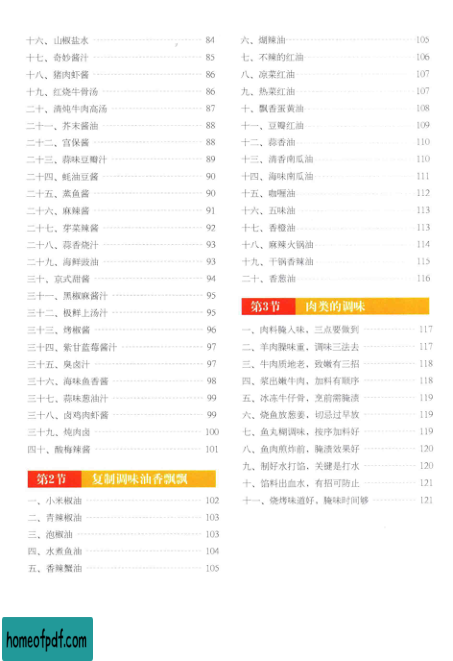 十六、山椒盐水 84
十七、奇妙酱汁 85
十八、猪肉虾酱 86
十九、红烧牛骨汤 86
二十、清炖牛肉高汤 87
二十一、芥末酱油 88
二十二、宫保酱 88
二十三、蒜味豆瓣汁 89
二十四、蚝油豆酱 90
二十五、蒸鱼酱 90
二十六、麻辣酱 91
二十七、芽菜辣酱 92
二十八、蒜香烧汁 93
二十九、海鲜豉油 93
三十、京式甜酱 94
三十一、黑椒麻酱汁 95
三十二、极鲜上汤汁 95
三十三、烤椒酱 96
三十四、紫甘蓝莓酱汁 97
三十五、臭卤汁 97
三十六、海味鱼香酱 98
三十七、蒜味葱油汁 99
三十八、卤鸡肉虾酱 99
三十九、炖肉卤 100
四十、酸梅辣酱 101
第2节 复制调味油香飘飘
一、小米椒油 102
二、青辣椒油 103
三、泡椒油 103
四、水煮鱼油 104
五、香辣蟹油 105
六、煳辣油 105
七、不辣的红油 106
八、凉菜红油 107
九、热菜红油 107
十、飘香蛋黄油 108
十一、豆瓣红油 109
十二、蒜香油 110
十三、清香南瓜油 110
十四、海味南瓜油 111
十五、咖喱油 112
十六、五味油 113
十七、香橙油 113
十八、麻辣火锅油 114
十九、干锅香辣油 115
二十、香葱油 116
第3节 肉类的调味
一、肉料腌入味，三点要做到 117
二、羊肉臊味重，调味三法去 118
三、牛肉质地老，致嫩有三招 118
四、浆出嫩牛肉，加料有顺序 118
五、冰冻牛仔骨，烹前需腌渍 119
六、烧鱼放葱姜，切忌过早放 119
七、鱼丸糊调味，按序加料好 119
八、鱼肉煎炸前，腌渍效果好 120
九、制好水打馅，关键是打水 120
十、馅料出血水，有招可防止 121
十一、烧烤味道好，腌味时间够 121
homeofpdf.com